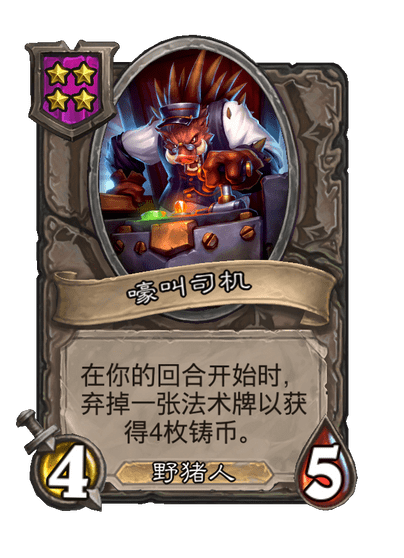 嚎叫司机
在你的回合开始时，
弃掉一张法术牌以获
得4枚铸币。
4
野猪人
5